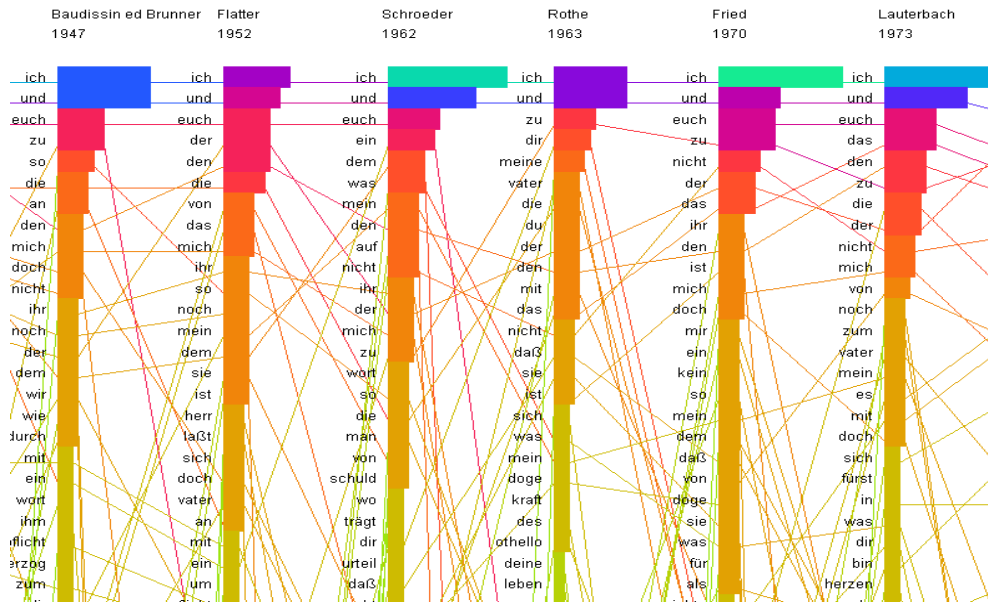 Baudissin ed Brunner
1947
ich
und
euch
zu
so
die
an
den
mich
doch
nicht
ihr
noch
der
dem
wir
wie
durch
mit
ein
wort
ihm
flicht
erzog
zum
Flatter
1952
ich
und
euch
der
den
die
von
das
mich
ihr
so
noch
mein
dem
sie
ist
herr
laßt
sich
doch
vater
an
mit
ein
um
Schroeder
1962
ich
und
euch
ein
dem
was
mein
den
auf
nicht
ihr
der
mich
zu
wort
so
die
man
von
schuld
wo
trägt
dir
urteil
daß
Rothe
1963
ich
und
zu
dir
meine
vater
die
du
der
den
mit
das
nicht
daß
sie
ist
sich
was
mein
doge
kraft
des
othello
deine
leben
Fried
1970
ich
und
euch
zu
nicht
der
das
ihr
den
ist
mich
doch
mir
ein
kein
so
mein
dem
daß
von
doge
sie
was
für
als
Lauterbach
1973
ich
und
euch
das
den
zu
die
der
nicht
mich
von
noch
zum
vater
mein
es
mit
doch
sich
fürst
in
was
dir
bin
herzen